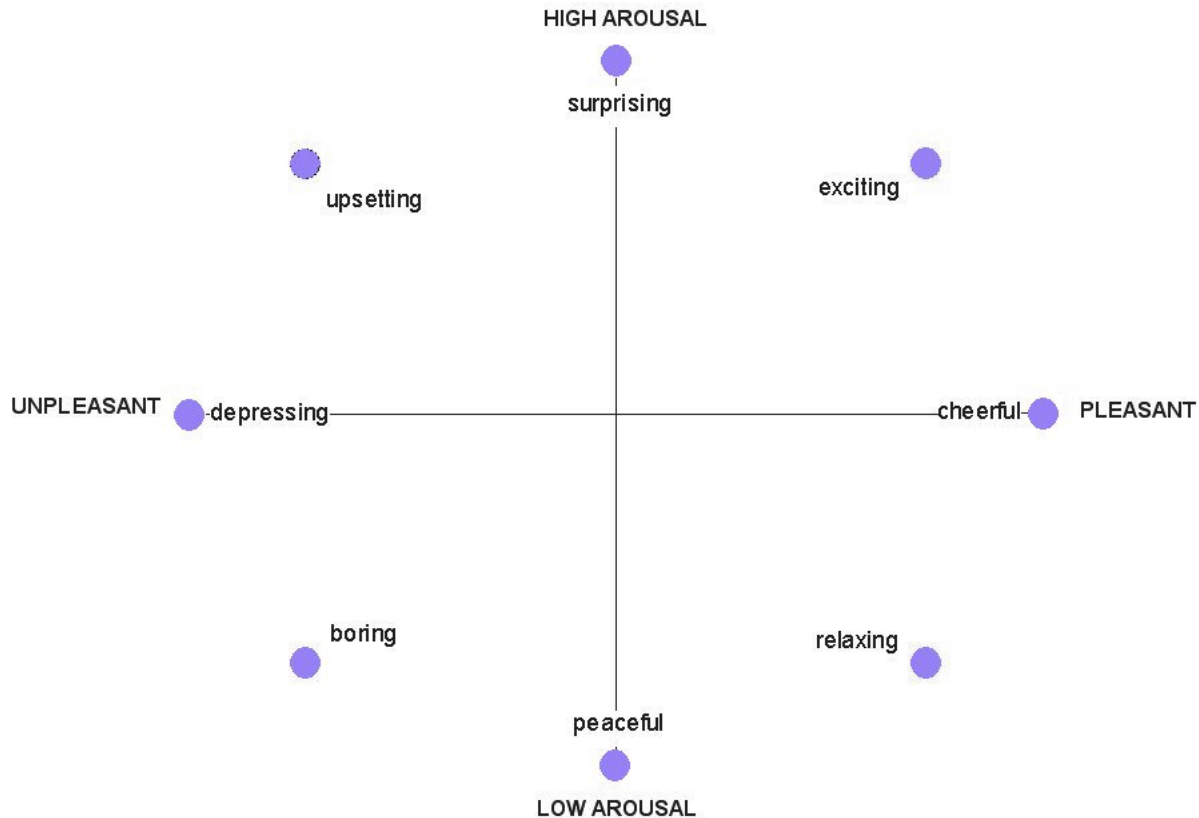 HIGH AROUSAL
surprising
exciting
upsetting
UNPLEASANT
depressing
cheerful
PLEASANT
boring
relaxing
peaceful
LOW AROUSAL